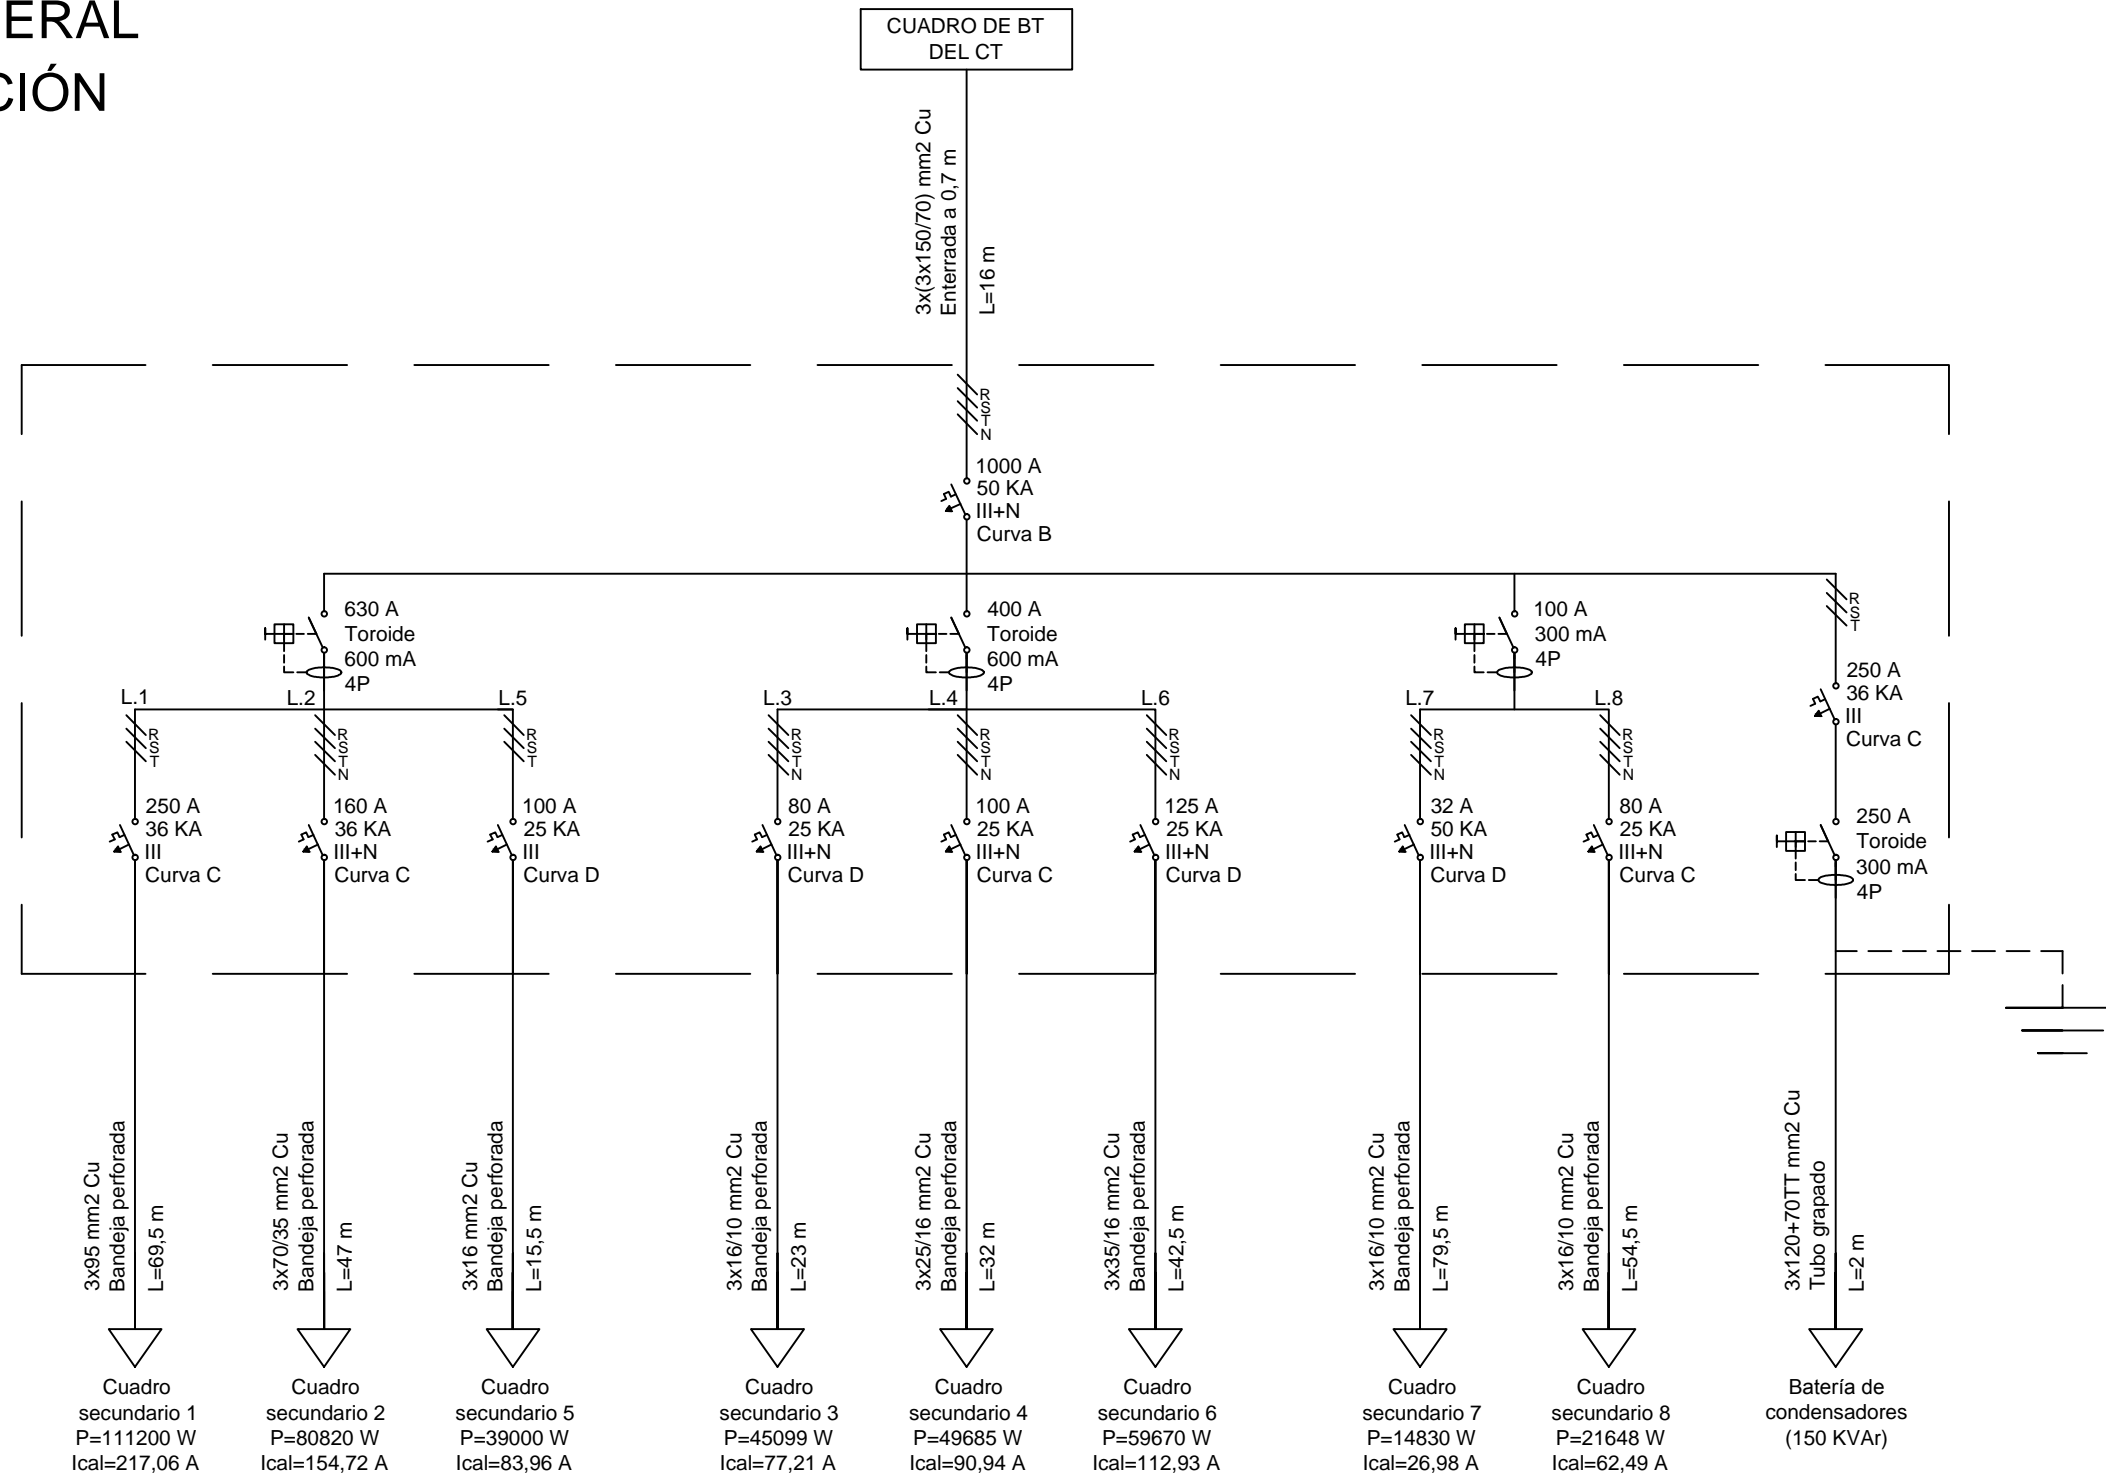 ERAL
CIÓN
CUADRO DE BT
DEL CT
3x(3x150/70) mm2 Cu
Enterrada a 0,7 m
L=16 m
R
S
T
N
1000 A
50 KA
III+N
Curva B
630 A
Toroide
600 mA
4P
400 A
Toroide
600 mA
4P
100 A
300 mA
4P
R
S
T
250 A
36 KA
III
Curva C
250 A
Toroide
300 mA
4P
L.1
R
S
T
250 A
36 KA
III
Curva C
L.2
R
S
T
N
160 A
36 KA
III+N
Curva C
L.5
R
S
T
100 A
25 KA
III
Curva D
L.3
R
S
T
N
80 A
25 KA
III+N
Curva D
L.4
R
S
T
N
100 A
25 KA
III+N
Curva C
L.6
R
S
T
N
125 A
25 KA
III+N
Curva D
L.7
R
S
T
N
32 A
50 KA
III+N
Curva D
L.8
R
S
T
N
80 A
25 KA
III+N
Curva C
3x95 mm2 Cu
Bandeja perforada
L=69,5 m
3x70/35 mm2 Cu
Bandeja perforada
L=47 m
3x16 mm2 Cu
Bandeja perforada
L=15,5 m
3x16/10 mm2 Cu
Bandeja perforada
L=23 m
3x25/16 mm2 Cu
Bandeja perforada
L=32 m
3x35/16 mm2 Cu
Bandeja perforada
L=42,5 m
3x16/10 mm2 Cu
Bandeja perforada
L=79,5 m
3x16/10 mm2 Cu
Bandeja perforada
L=54,5 m
3x120+70TT mm2 Cu
Tubo grapado
L=2 m
Cuadro
secundario 1
P=111200 W
Ical=217,06 A
Cuadro
secundario 2
P=80820 W
Ical=154,72 A
Cuadro
secundario 5
P=39000 W
Ical=83,96 A
Cuadro
secundario 3
P=45099 W
Ical=77,21 A
Cuadro
secundario 4
P=49685 W
Ical=90,94 A
Cuadro
secundario 6
P=59670 W
Ical=112,93 A
Cuadro
secundario 7
P=14830 W
Ical=26,98 A
Cuadro
secundario 8
P=21648 W
Ical=62,49 A
Batería de
condensadores
(150 KVAr)